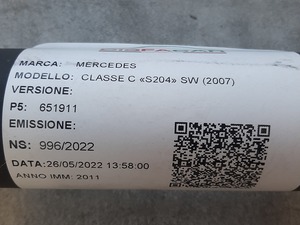 MARCA: MERCEDES
MODELLO: CLASSE C «S204» SW (2007)
VERSIONE:
P5: 651911
EMISSIONE:
NS: 996/2022
DATA:26/05/2022 13:58:00
ANNO IMM: 2011